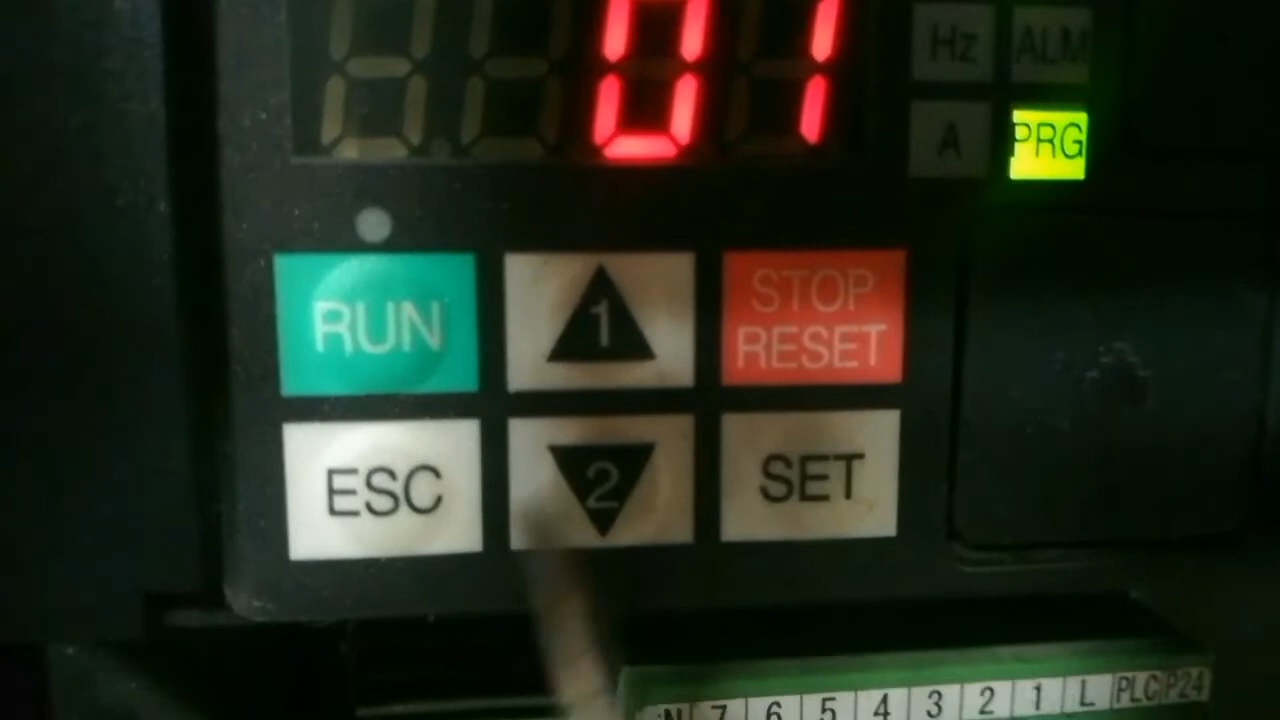 01
Hz ALM
A PRG
RUN 1 STOP RESET
ESC 2 SET
7 6 5 4 3 2 1 L PLC P24